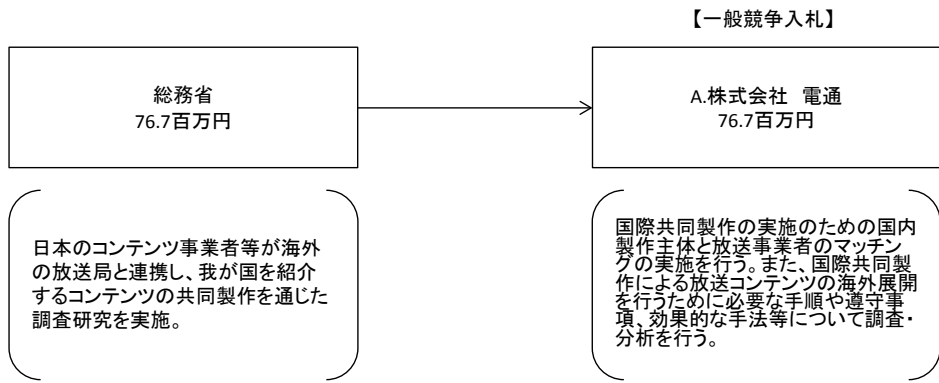 【一般競争入札】
総務省
76.7百万円
A.株式会社　電通
76.7百万円
日本のコンテンツ事業者等が海外
の放送局と連携し、我が国を紹介
するコンテンツの共同製作を通じた
調査研究を実施。
国際共同製作の実施のための国内
製作主体と放送事業者のマッチン
グの実施を行う。また、国際共同製
作による放送コンテンツの海外展開
を行うために必要な手順や遵守事
項、効果的な手法等について調査・
分析を行う。